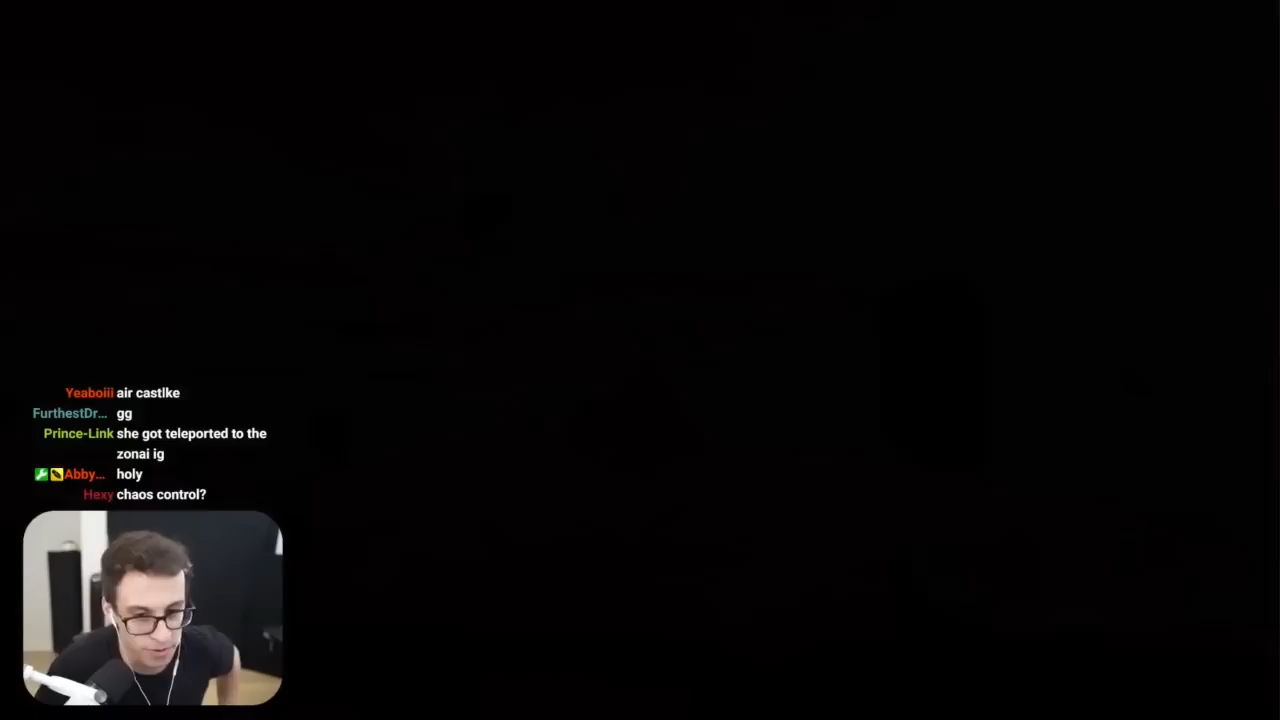 Yeaboiii air castlke
FurthestDr... gg
Prince-Link she got teleported to the
zonai ig
Abby... holy
Hexy chaos control?